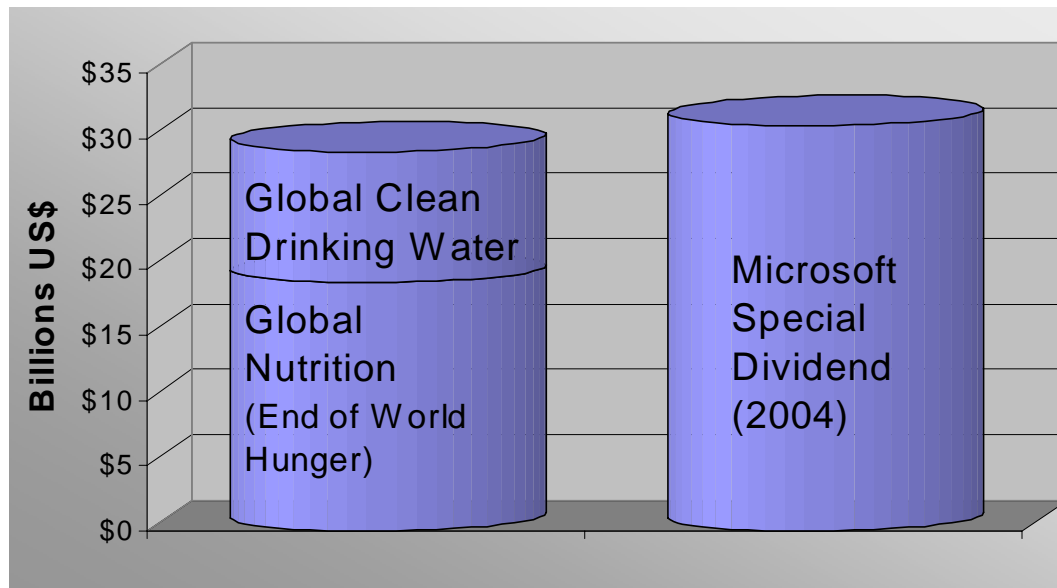 $35
$30
$25
$20
$15
$10
$5
$0
Billions US$
Global Clean
Drinking Water
Global
Nutrition
(End of World
Hunger)
Microsoft
Special
Dividend
(2004)